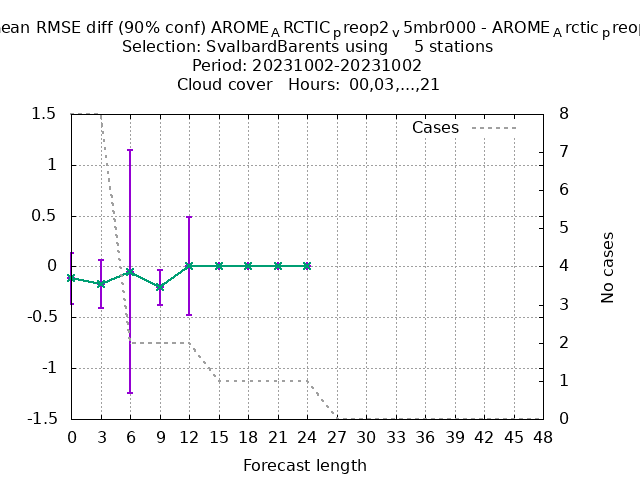 ean RMSE diff (90% conf) AROME_ARCTIC_preop2_v5mbr000 - AROME_Arctic_preop
Selection: SvalbardBarents using 5 stations
Period: 20231002-20231002
Cloud cover Hours: 00,03,...,21
Cases
1.5
1
0.5
0
-0.5
-1
-1.5
8
7
6
5
4
3
2
1
0
No cases
0 3 6 9 12 15 18 21 24 27 30 33 36 39 42 45 48
Forecast length